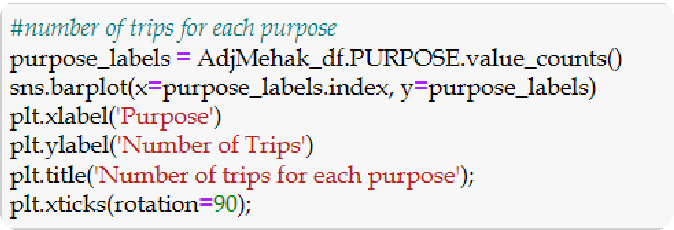 #number of trips for each purpose
purpose_labels = AdjMehak_df.PURPOSE.value_counts()
sns.barplot(x=purpose_labels.index, y=purpose_labels)
plt.xlabel('Purpose')
plt.ylabel('Number of Trips')
plt.title('Number of trips for each purpose');
plt.xticks(rotation=90);